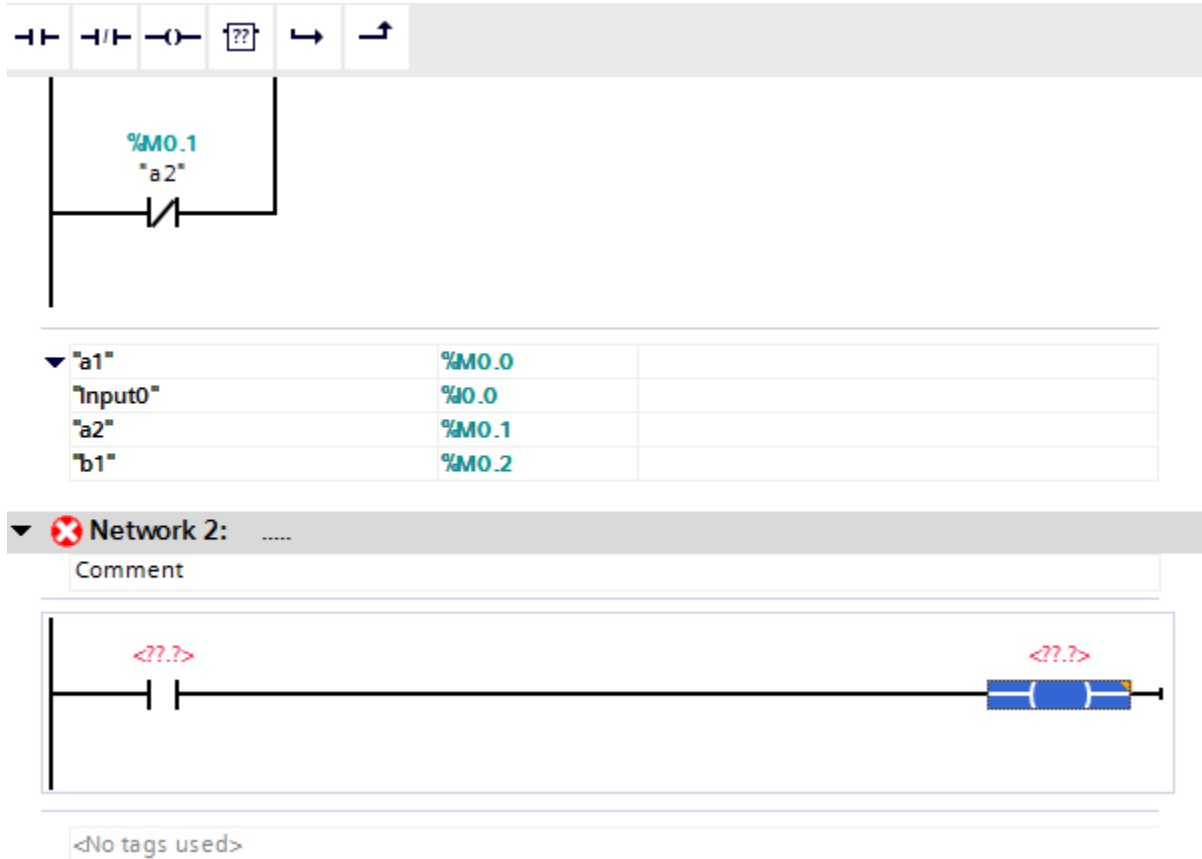 ??
%M0.1
"a2"
"a1" %M0.0
"Input0" %I0.0
"a2" %M0.1
"b1" %M0.2
Network 2: .....
Comment
<??.?> <??.?>
<No tags used>